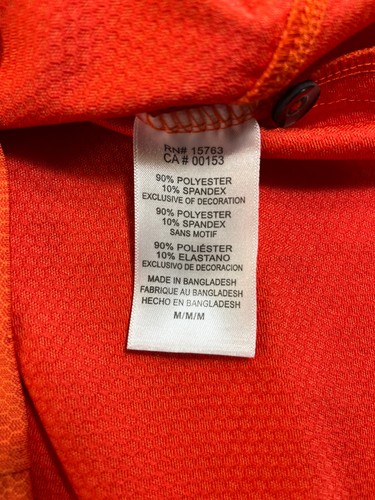 RN# 15763
CA # 00153
90% POLYESTER
10% SPANDEX
EXCLUSIVE OF DECORATION
90% POLYESTER
10% SPANDEX
SANS MOTIF
90% POLIÉSTER
10% ELASTANO
EXCLUSIVO DE DECORACION
MADE IN BANGLADESH
FABRIQUE AU BANGLADESH
HECHO EN BANGLADESH
M/M/M